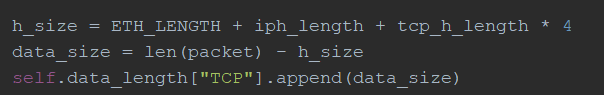 h_size = ETH_LENGTH + iph_length + tcp_h_length * 4
data_size = len(packet) - h_size
self.data_length["TCP"].append(data_size)